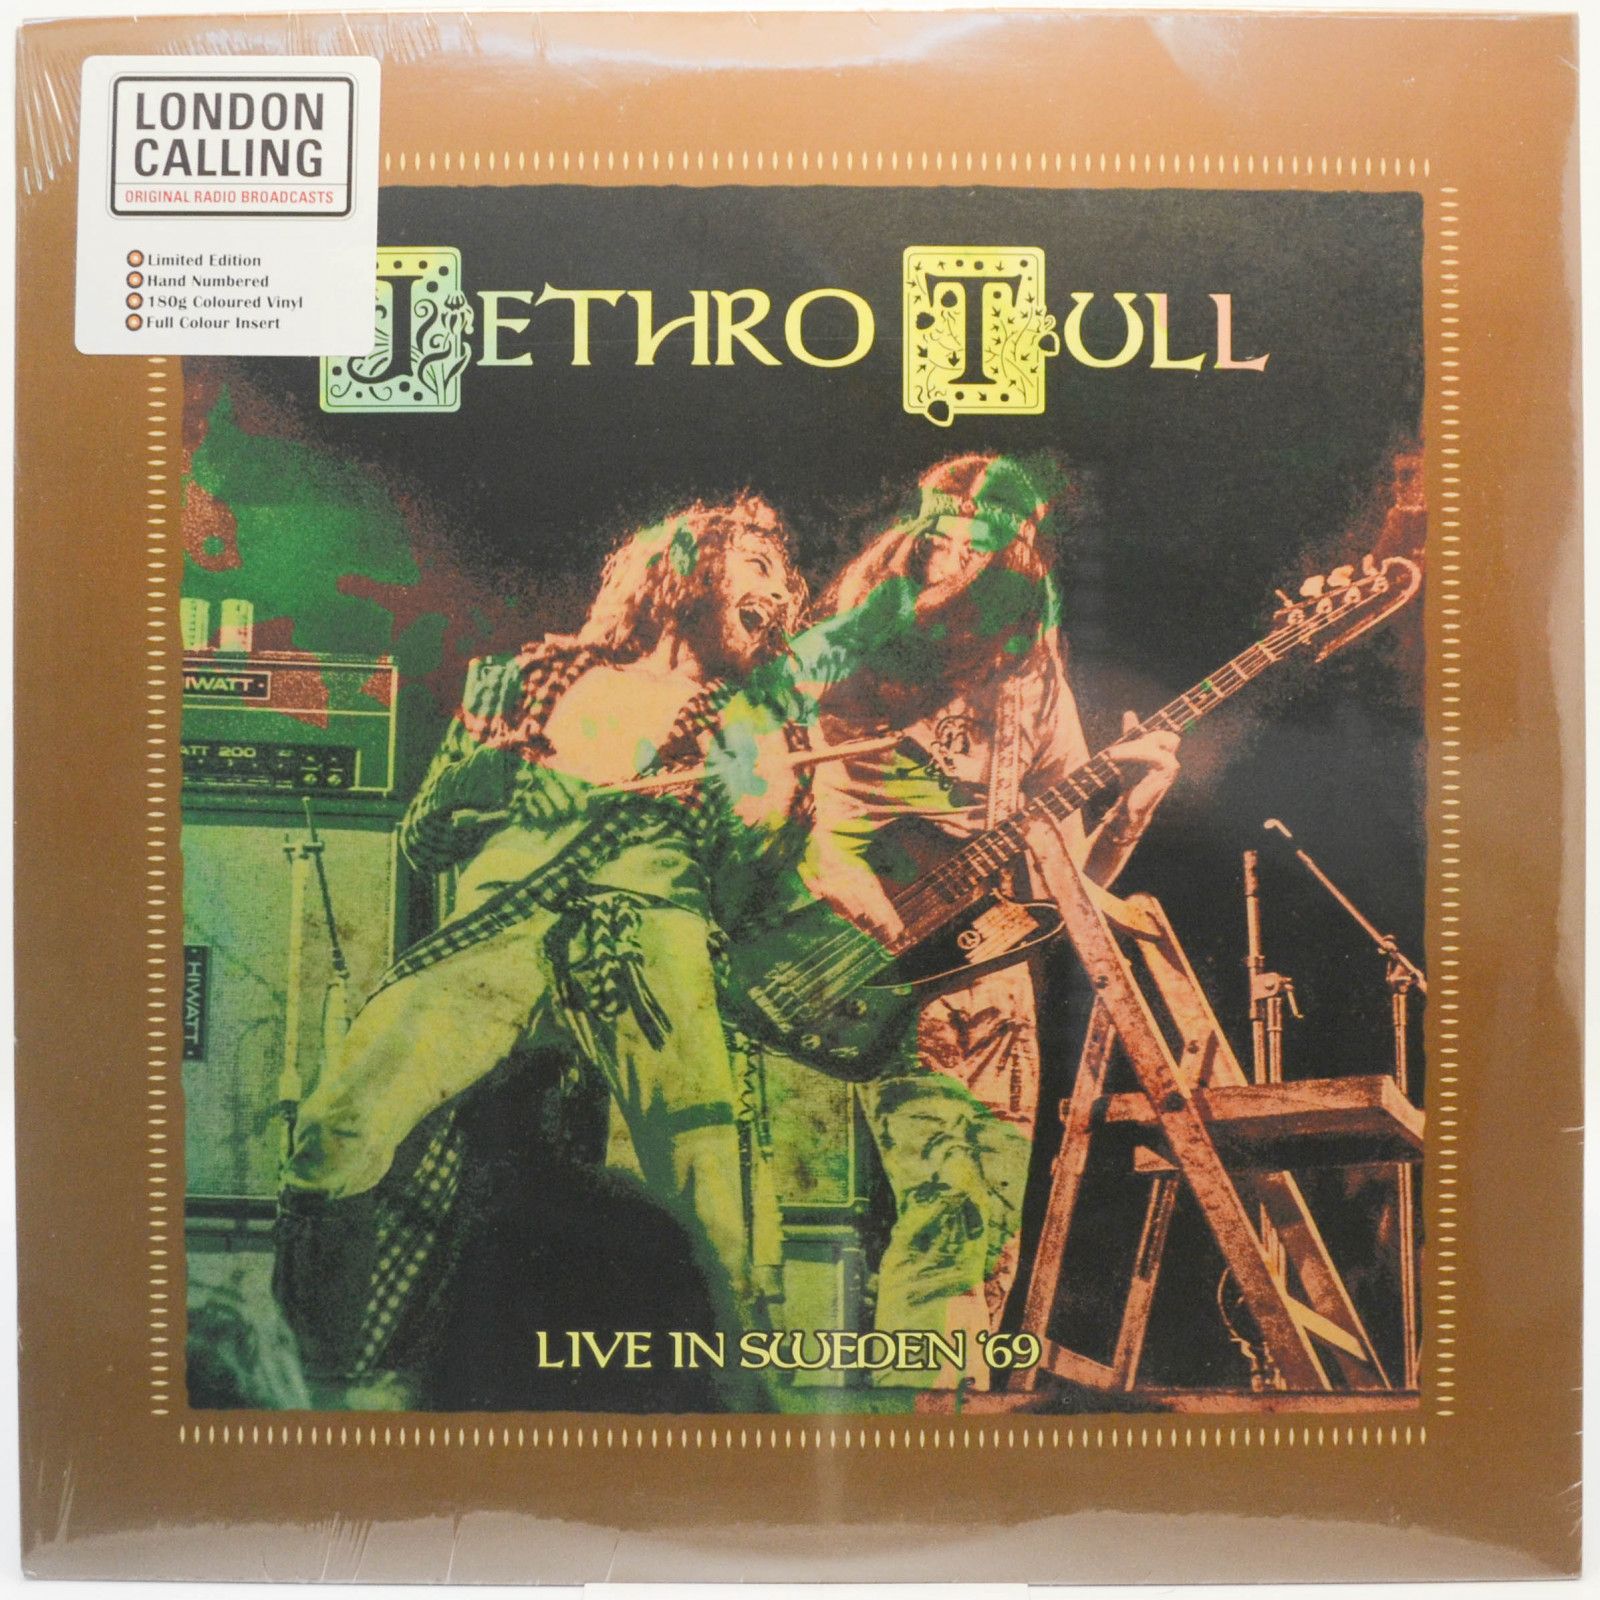 LONDON
CALLING
ORIGINAL RADIO BROADCASTS
Limited Edition
Hand Numbered
180g Coloured Vinyl
Full Colour Insert
JETHRO TULL
HIWATT
ATT 200
HIWATT
LIVE IN SWEDEN '69